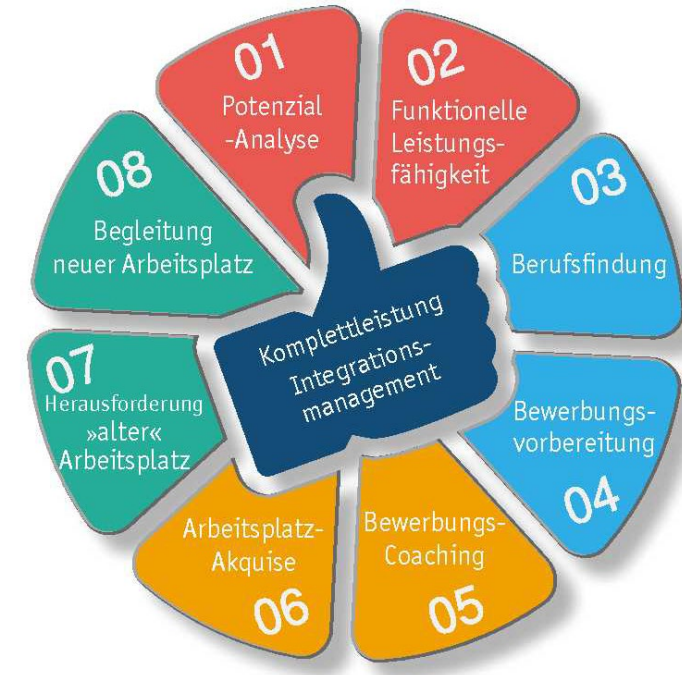 01
Potenzial
-Analyse
02
Funktionelle
Leistungs-
fähigkeit
03
Berufsfindung
Bewerbungs-
vorbereitung
04
Bewerbungs-
Coaching
05
Arbeitsplatz-
Akquise
06
07
Herausforderung
»alter«
Arbeitsplatz
08
Begleitung
neuer Arbeitsplatz
Komplettleistung
Integrations-
management